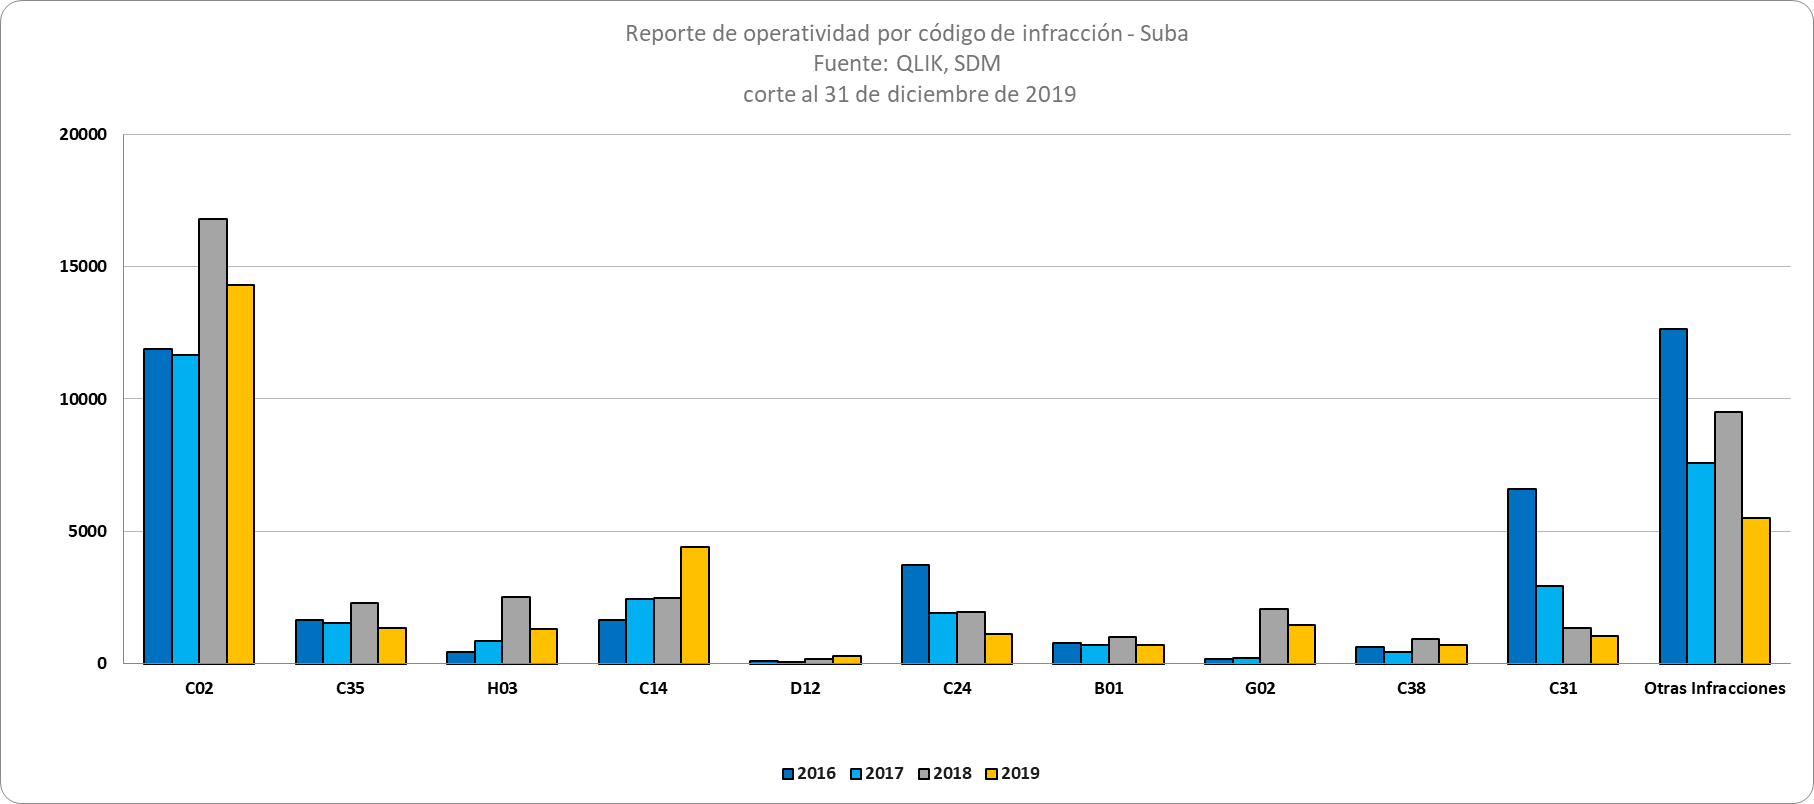 Reporte de operatividad por código de infracción - Suba
Fuente: QLIK, SDM
corte al 31 de diciembre de 2019
20000
15000
10000
5000
0
C02 C35 H03 C14 D12 C24 B01 G02 C38 C31 Otras Infracciones
2016 2017 2018 2019